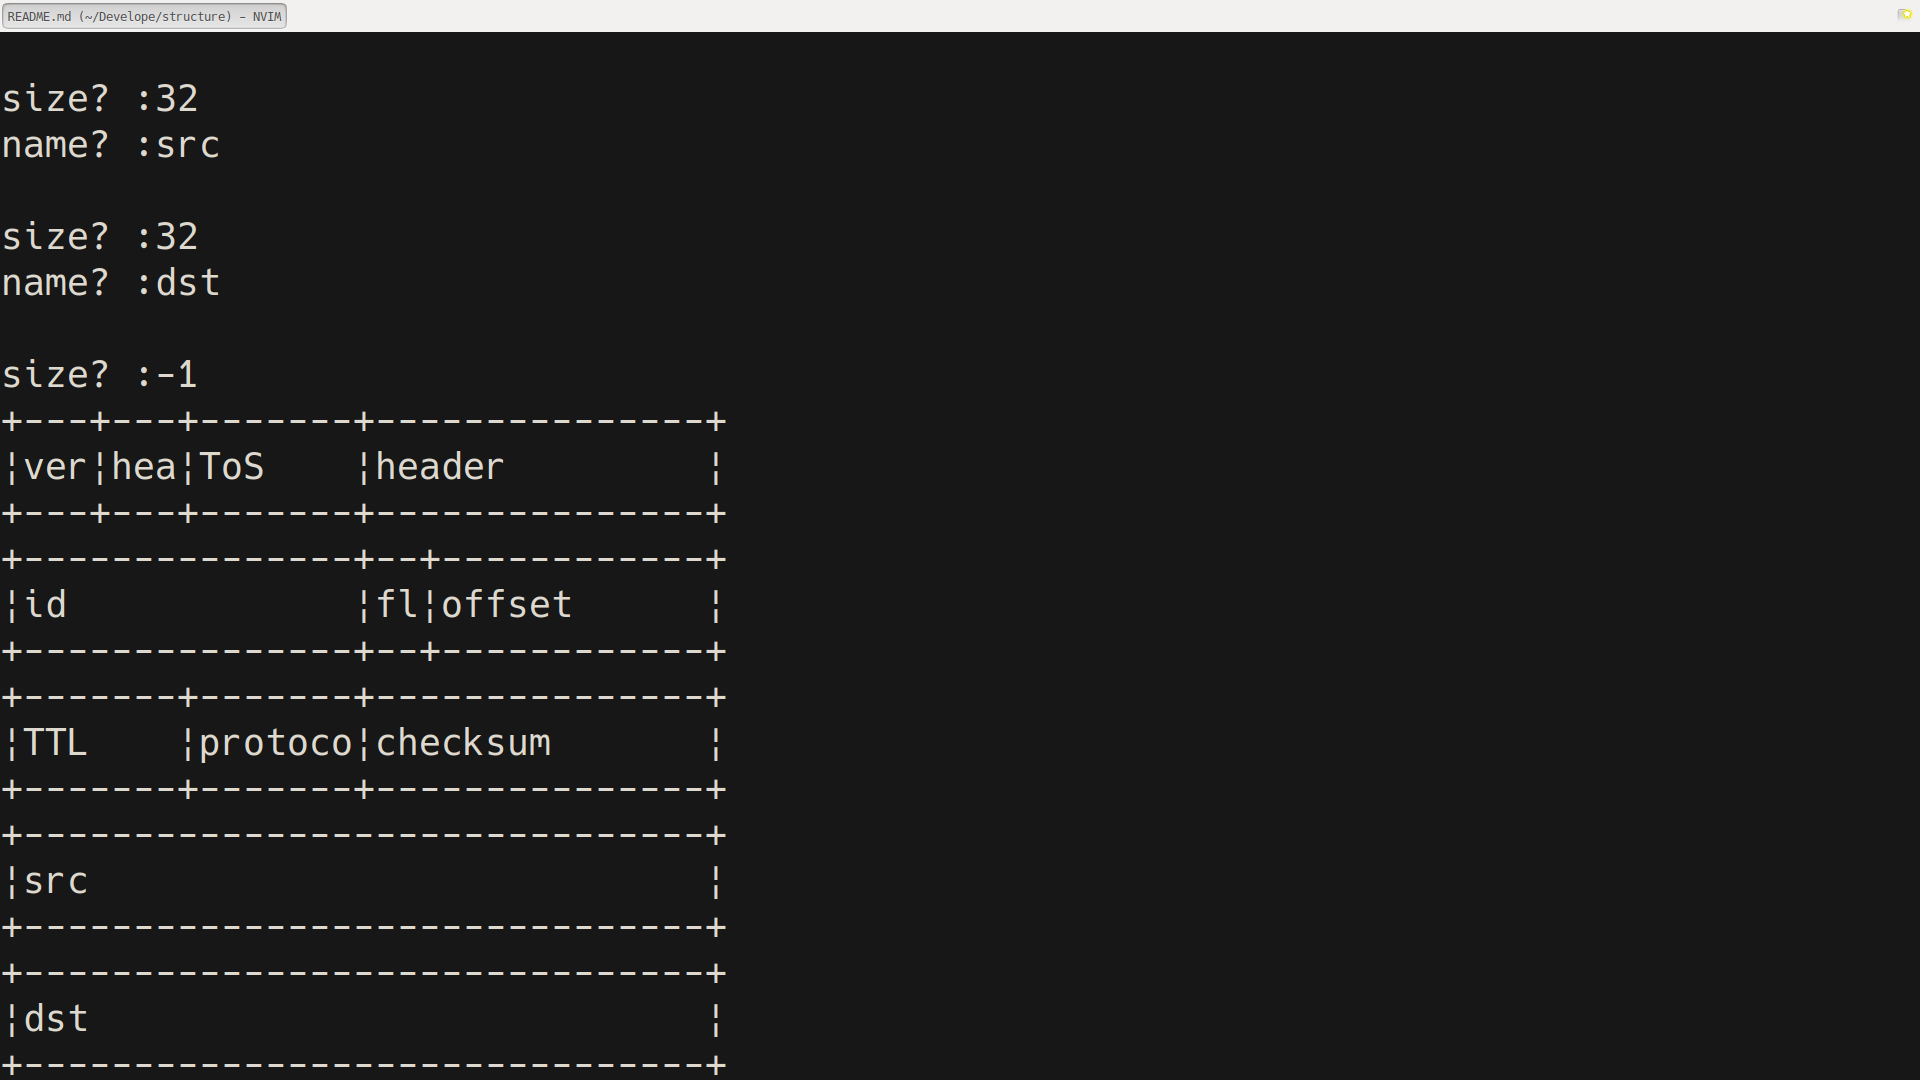 README.md (~/Develope/structure) - NVIM
size? :32
name? :src
size? :32
name? :dst
size? :-1
+---+---+-------+---------------+
¦ver¦hea¦ToS    ¦header         ¦
+---+---+-------+---------------+
+---------------+--+------------+
¦id             ¦fl¦offset      ¦
+---------------+--+------------+
+-------+-------+---------------+
¦TTL    ¦protoco¦checksum       ¦
+-------+-------+---------------+
+-------------------------------+
¦src                            ¦
+-------------------------------+
+-------------------------------+
¦dst                            ¦
+-------------------------------+